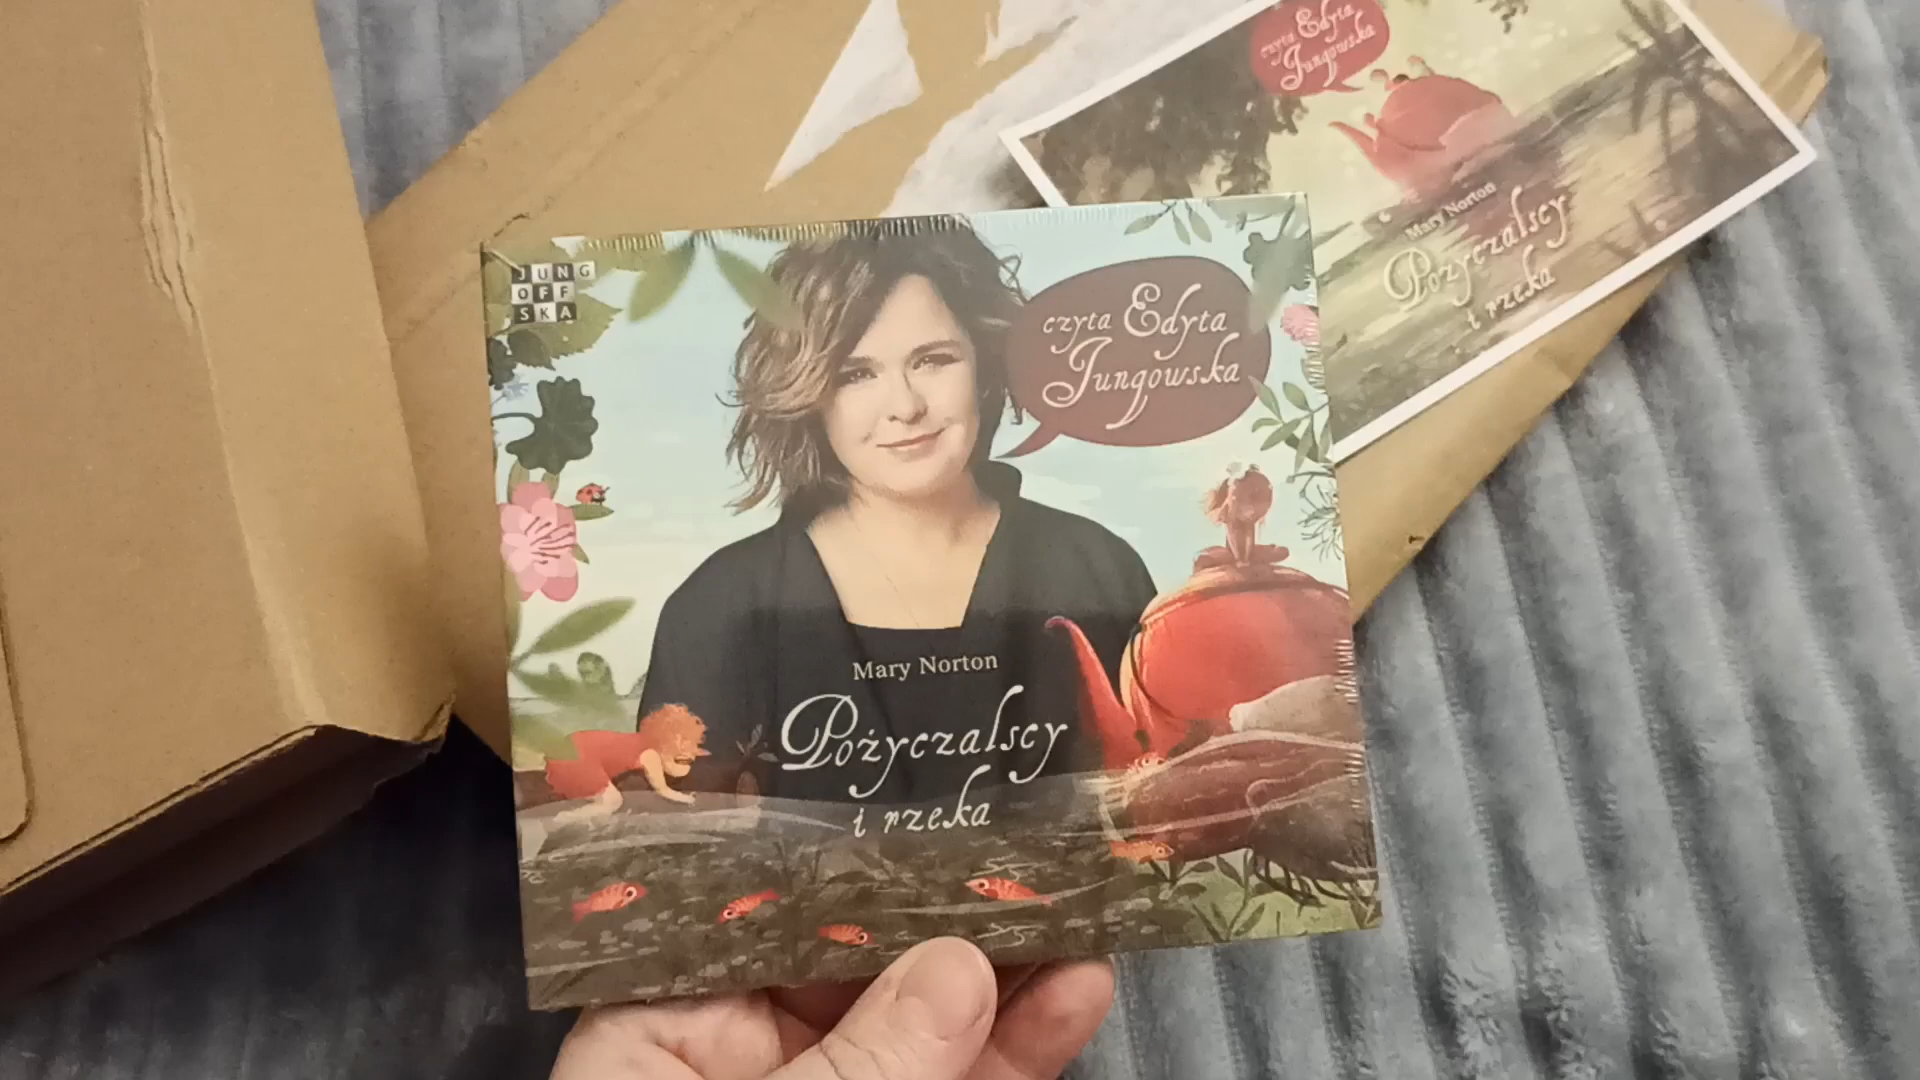 JUNG
OFF
SKA
czyta Edyta
Jungowska
Mary Norton
Pożyczalscy
i rzeka
czyta Edyta
Jungowska
Mary Norton
Pożyczalscy
i rzeka